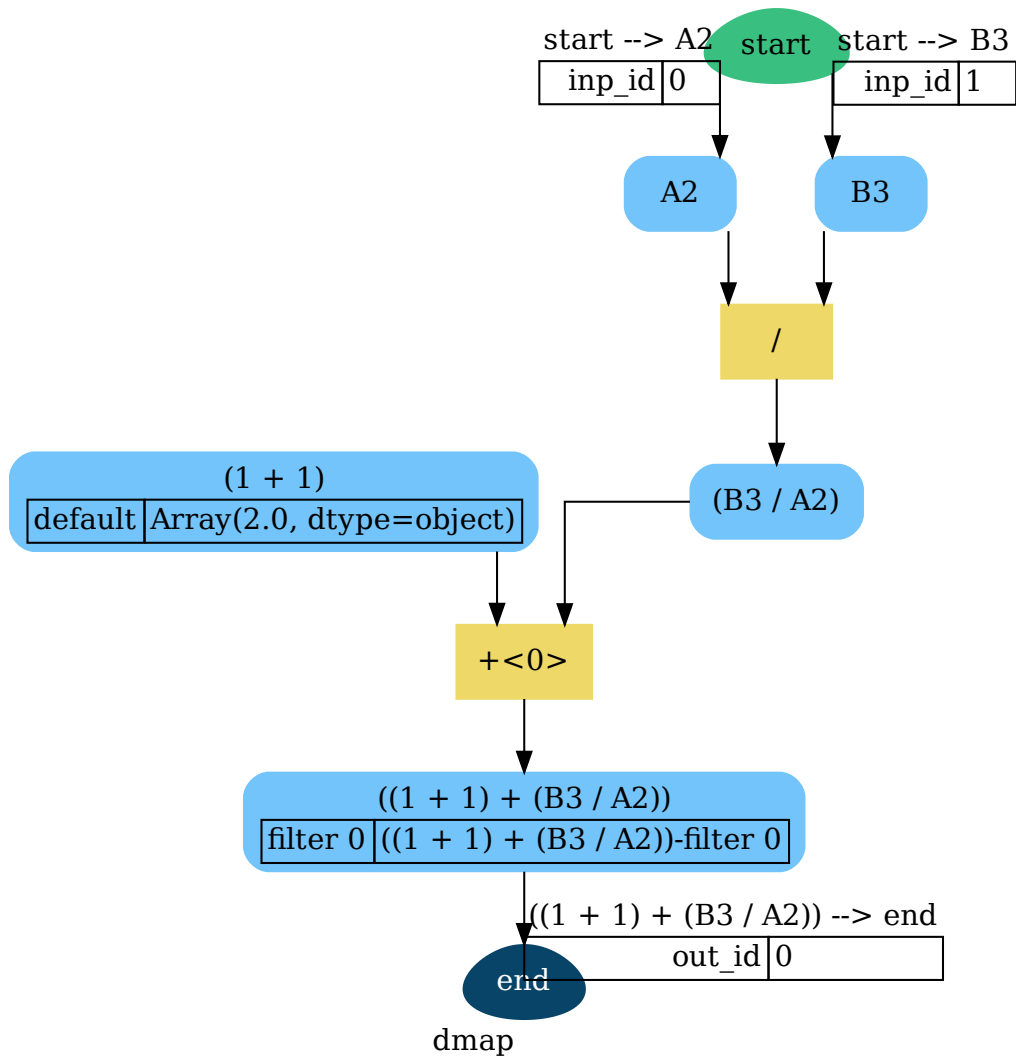 start --> A2
start
start --> B3
inp_id 0
inp_id 1
A2
B3
/
(1 + 1)
default Array(2.0, dtype=object)
(B3 / A2)
+<0>
((1 + 1) + (B3 / A2))
filter 0 ((1 + 1) + (B3 / A2))-filter 0
((1 + 1) + (B3 / A2)) --> end
out_id 0
end
dmap